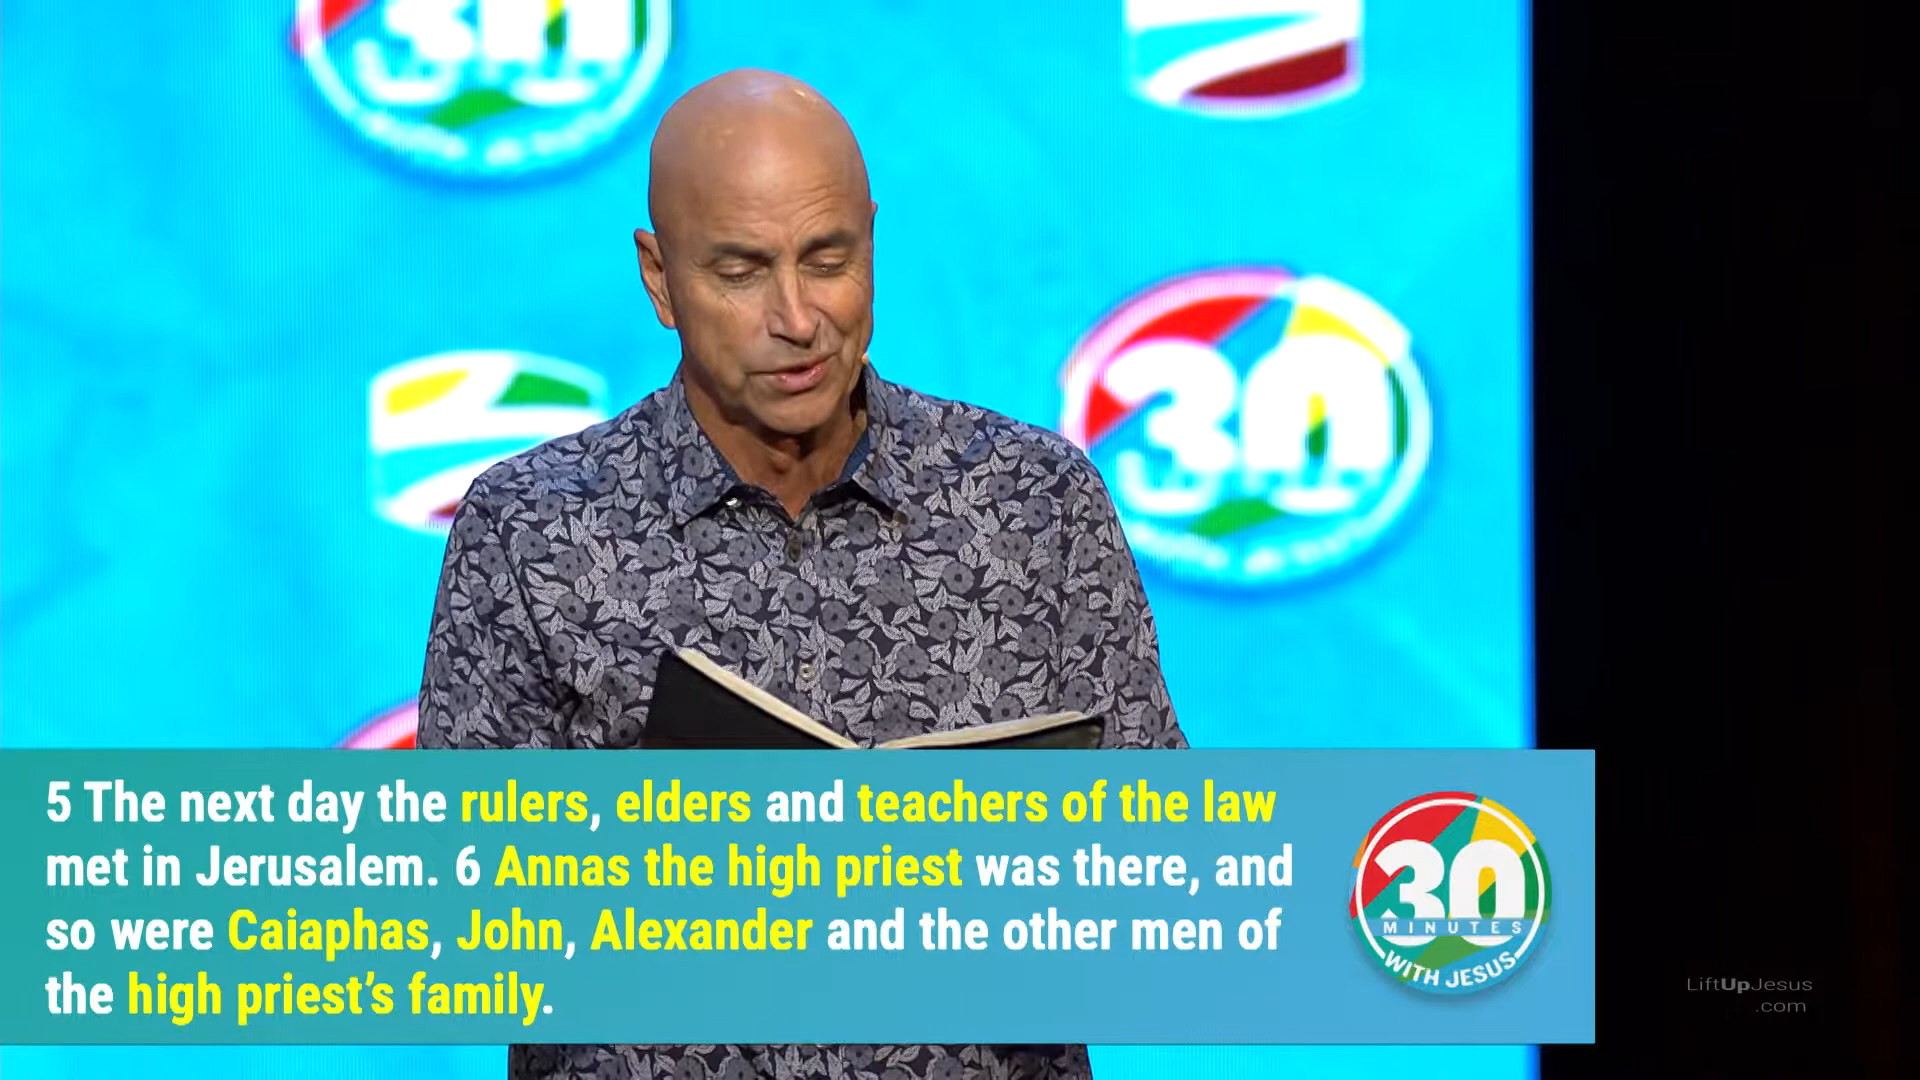 30
30
5 The next day the rulers, elders and teachers of the law
met in Jerusalem. 6 Annas the high priest was there, and
so were Caiaphas, John, Alexander and the other men of
the high priest’s family.
30
MINUTES
WITH JESUS
LiftUpJesus
.com